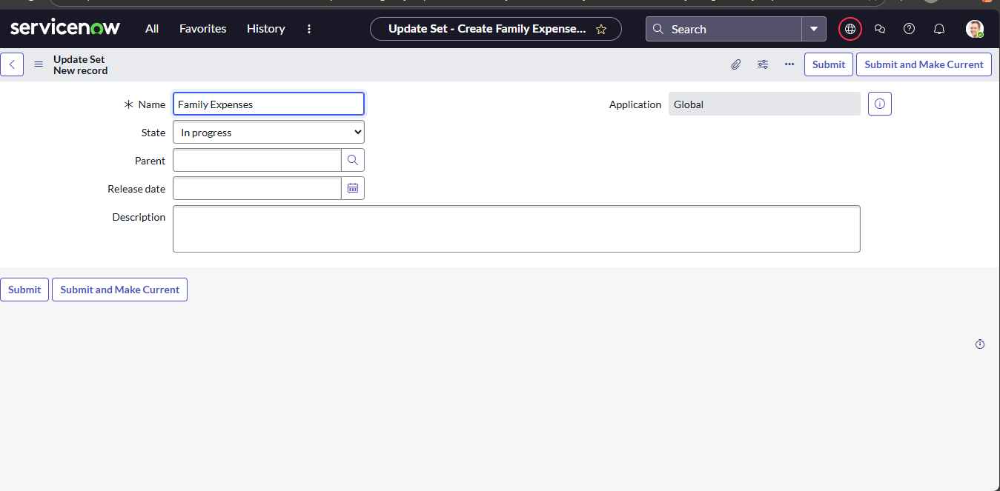 servicenow All Favorites History Update Set - Create Family Expense... Search
Update Set
New record
Submit Submit and Make Current
Name Family Expenses Application Global
State In progress
Parent
Release date
Description
Submit Submit and Make Current